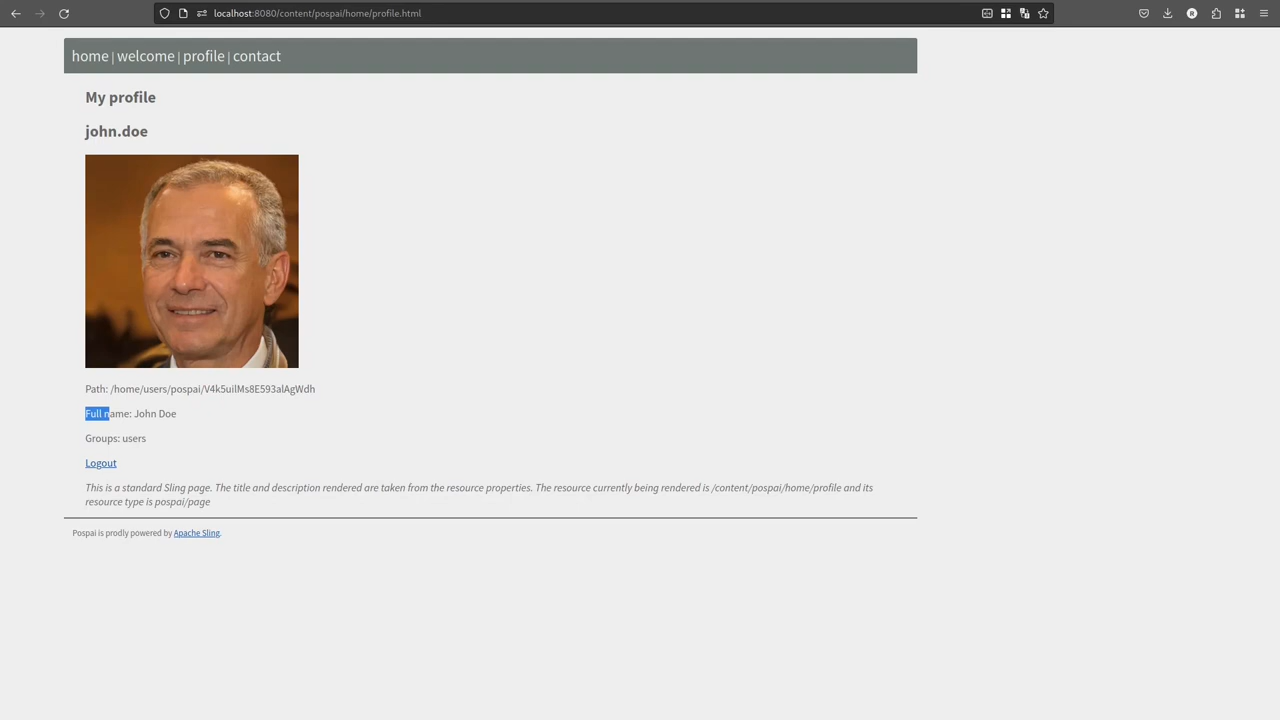 localhost:8080/content/pospai/home/profile.html
home | welcome | profile | contact
My profile
john.doe
Path: /home/users/pospai/V4k5uilMs8E593alAgWdh
Full name: John Doe
Groups: users
Logout
This is a standard Sling page. The title and description rendered are taken from the resource properties. The resource currently being rendered is /content/pospai/home/profile and its
resource type is pospai/page
Pospai is prodly powered by Apache Sling.